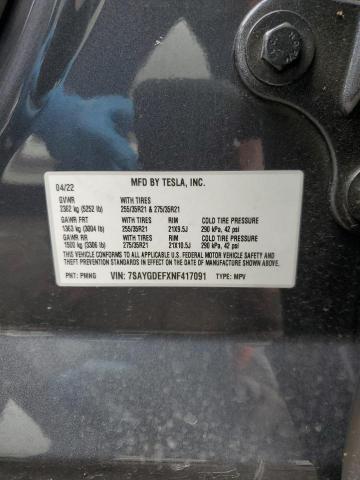 MFD BY TESLA, INC.
04/22
GVWR WITH TIRES
2382 kg (5252 lb) 255/35R21 & 275/35R21
GAWR FRT WITH TIRES RIM COLD TIRE PRESSURE
1363 kg (3004 lb) 255/35R21 21X9.5J 290 kPa, 42 psi
GAWR RR WITH TIRES RIM COLD TIRE PRESSURE
1500 kg (3306 lb) 275/35R21 21X10.5J 290 kPa, 42 psi
THIS VEHICLE CONFORMS TO ALL APPLICABLE U.S. FEDERAL
MOTOR VEHICLE SAFETY, BUMPER, AND THEFT PREVENTION
STANDARDS IN EFFECT ON THE DATE OF MANUFACTURE SHOWN ABOVE.
PNT: PMNG VIN: 7SAYGDEFXNF417091 TYPE: MPV